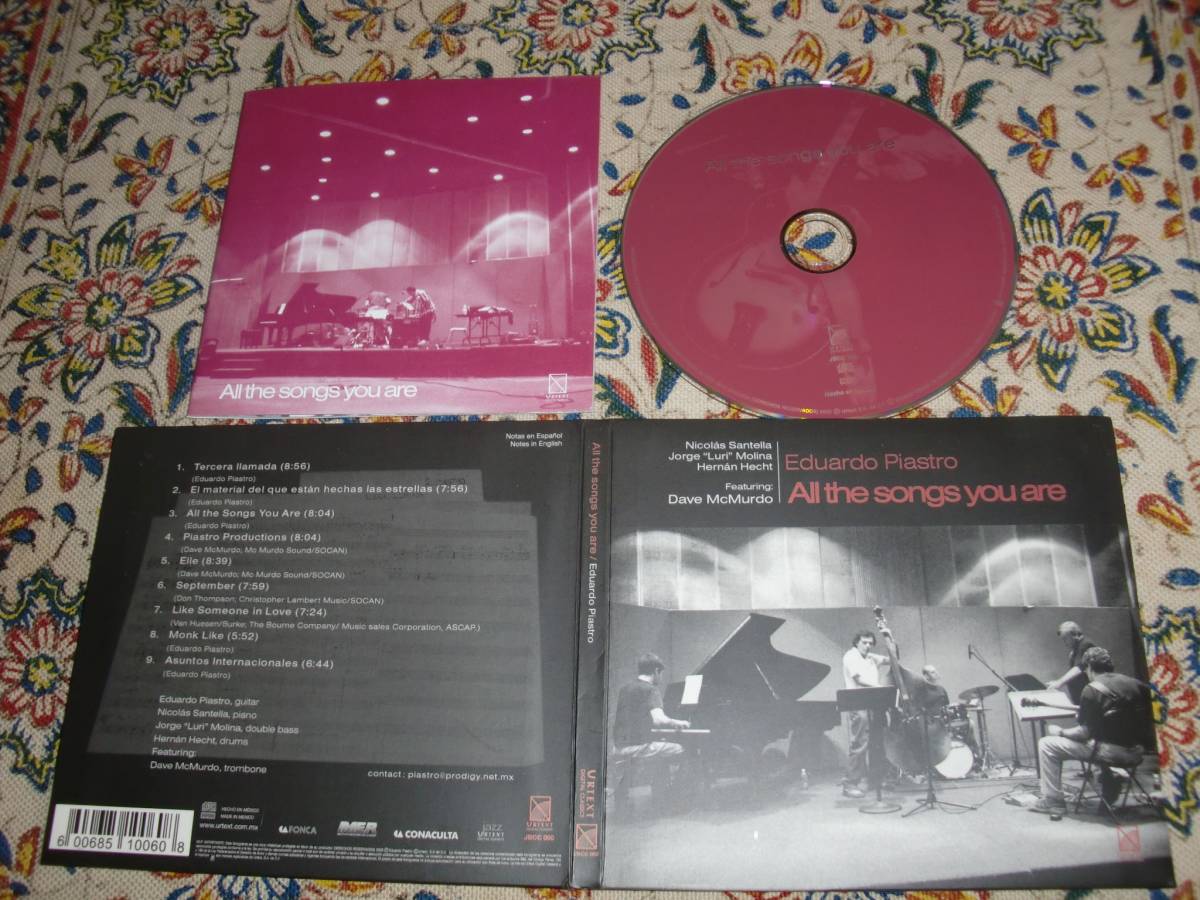 All the songs you are
URTEXT
All the songs you are
Notas en Español
Notes in English
1. Tercera llamada (8:56)
(Eduardo Piastro)
2. El material del que están hechas las estrellas (7:56)
(Eduardo Piastro)
3. All the Songs You Are (8:04)
(Eduardo Piastro)
4. Piastro Productions (8:04)
(Dave McMurdo; Mc Murdo Sound/SOCAN)
5. Elle (8:39)
(Dave McMurdo; Mc Murdo Sound/SOCAN)
6. September (7:59)
(Don Thompson; Christopher Lambert Music/SOCAN)
7. Like Someone in Love (7:24)
(Van Huesen/Burke; The Bourne Company/ Music sales Corporation, ASCAP.)
8. Monk Like (5:52)
(Eduardo Piastro)
9. Asuntos Internacionales (6:44)
(Eduardo Piastro)
Eduardo Piastro, guitar
Nicolás Santella, piano
Jorge "Luri" Molina, double bass
Hernán Hecht, drums
Featuring:
Dave McMurdo, trombone
contact: piastro@prodigy.net.mx
HECHO EN MÉXICO
MADE IN MEXICO
www.urtext.com.mx
FONCA
CONACULTA
jazz
URTEXT
URTEXT
6 00685 10060 8
All the songs you are / Eduardo Piastro
URTEXT
DIGITAL CLASSICS
Nicolás Santella
Jorge "Luri" Molina
Hernán Hecht
Featuring:
Dave McMurdo
Eduardo Piastro
All the songs you are